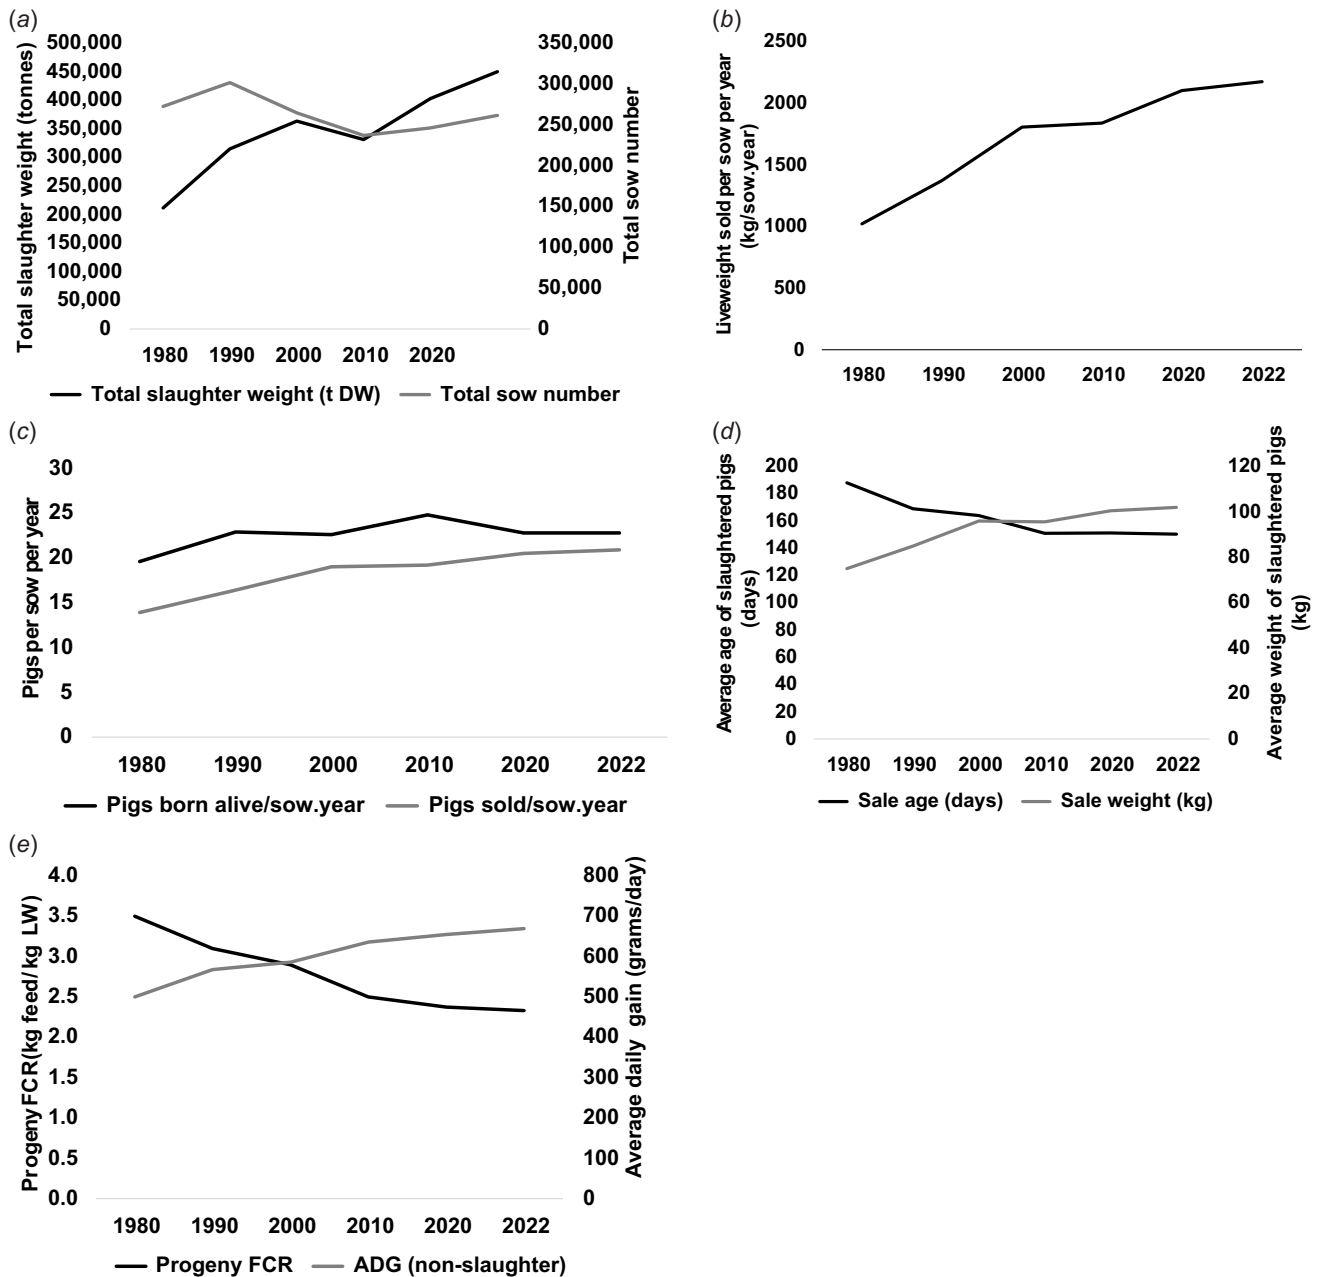 (a)
Total slaughter weight (tonnes)
500,000
450,000
400,000
350,000
300,000
250,000
200,000
150,000
100,000
50,000
0
350,000
300,000
250,000
200,000
150,000
100,000
50,000
0
Total sow number
1980 1990 2000 2010 2020
Total slaughter weight (t DW) Total sow number
(b)
Liveweight sold per sow per year
(kg/sow.year)
2500
2000
1500
1000
500
0
1980 1990 2000 2010 2020 2022
(c)
Pigs per sow per year
30
25
20
15
10
5
0
1980 1990 2000 2010 2020 2022
Pigs born alive/sow.year Pigs sold/sow.year
(d)
Average age of slaughtered pigs
(days)
200
180
160
140
120
100
80
60
40
20
0
120
100
80
60
40
20
0
Average weight of slaughtered pigs
(kg)
1980 1990 2000 2010 2020 2022
Sale age (days) Sale weight (kg)
(e)
Progeny FCR (kg feed/ kg LW)
4.0
3.5
3.0
2.5
2.0
1.5
1.0
0.5
0.0
800
700
600
500
400
300
200
100
0
Average daily gain (grams/day)
1980 1990 2000 2010 2020 2022
Progeny FCR ADG (non-slaughter)